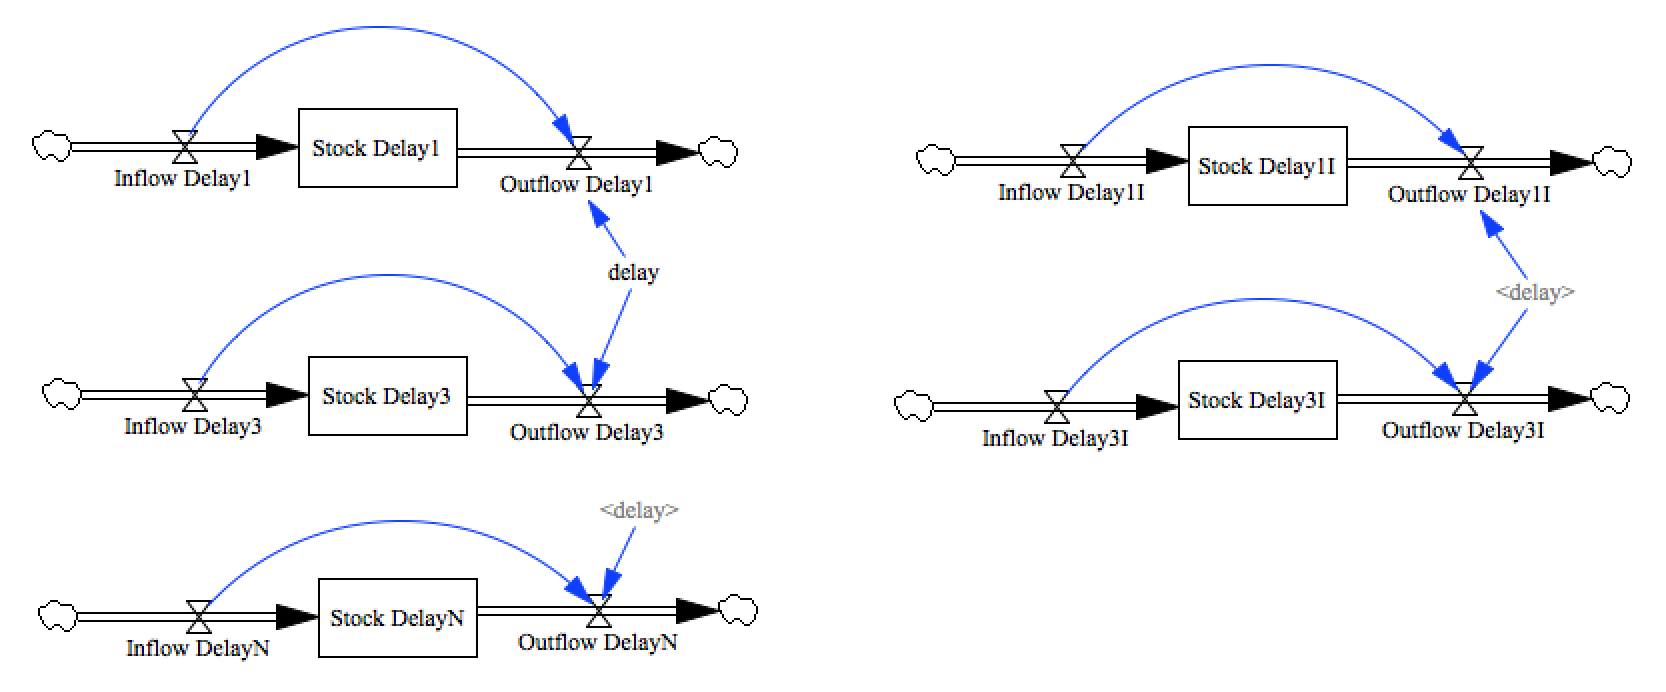 Stock Delay1
Inflow Delay1
Outflow Delay1
delay
Stock Delay3
Inflow Delay3
Outflow Delay3
<delay>
Stock DelayN
Inflow DelayN
Outflow DelayN
Stock Delay1I
Inflow Delay1I
Outflow Delay1I
<delay>
Stock Delay3I
Inflow Delay3I
Outflow Delay3I